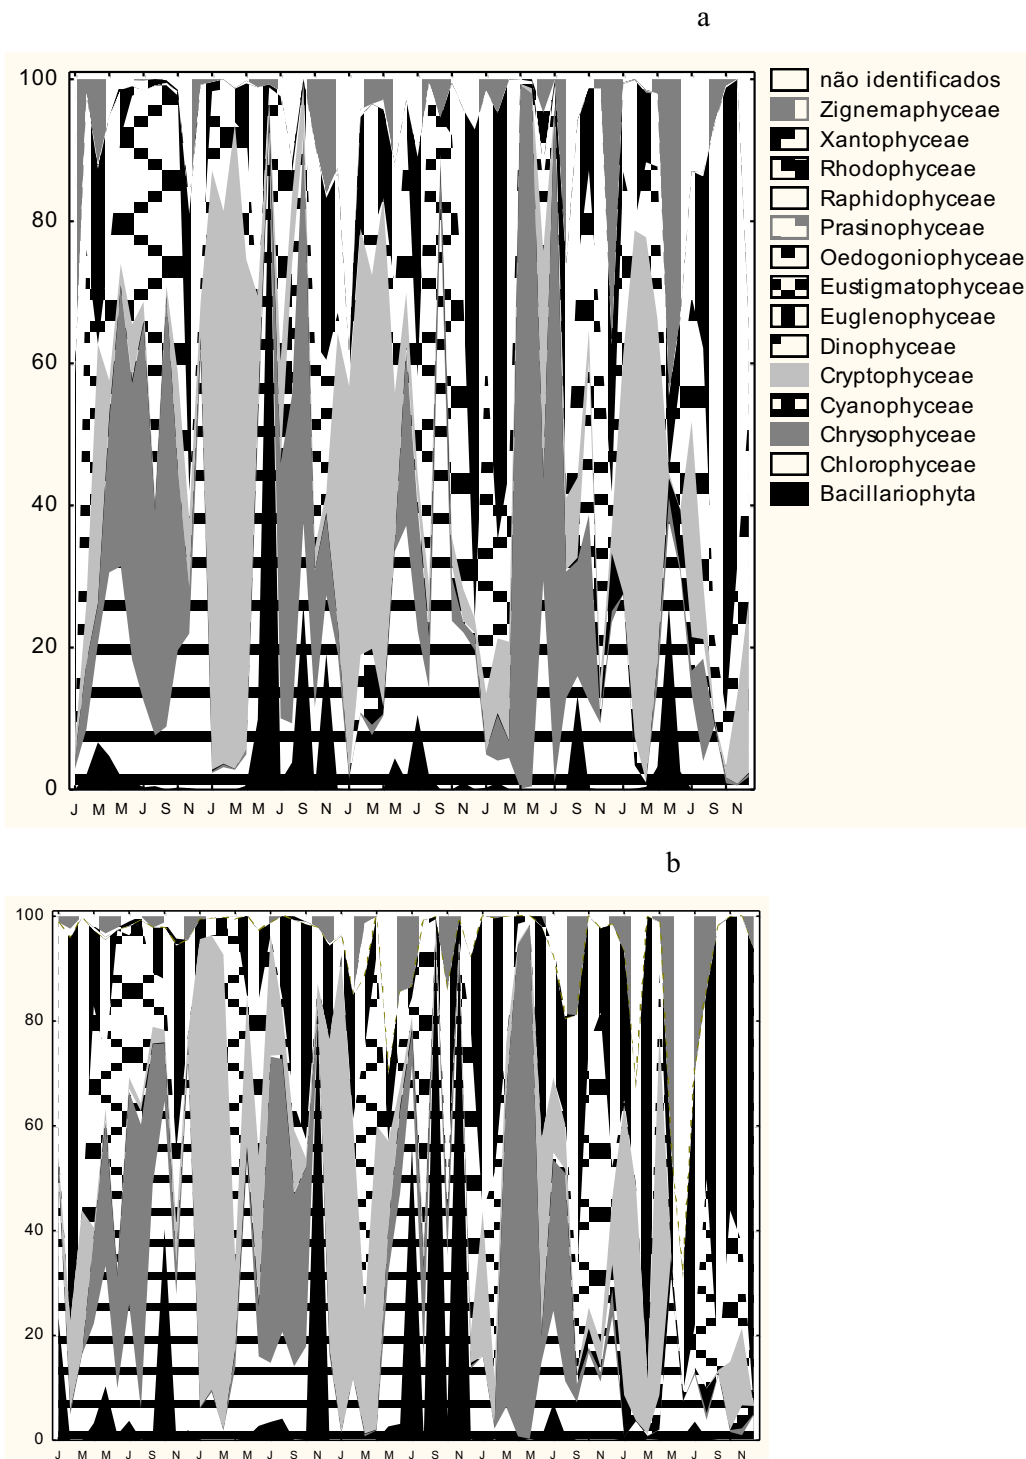 a
100
80
60
40
20
0
J M M J S N J M M J S N J M M J S N J M M J S N J M M J S N
não identificados
Zignemaphyceae
Xantophyceae
Rhodophyceae
Raphidophyceae
Prasinophyceae
Oedogoniophyceae
Eustigmatophyceae
Euglenophyceae
Dinophyceae
Cryptophyceae
Cyanophyceae
Chrysophyceae
Chlorophyceae
Bacillariophyta
b
100
80
60
40
20
0
J M M J S N J M M J S N J M M J S N J M M J S N J M M J S N